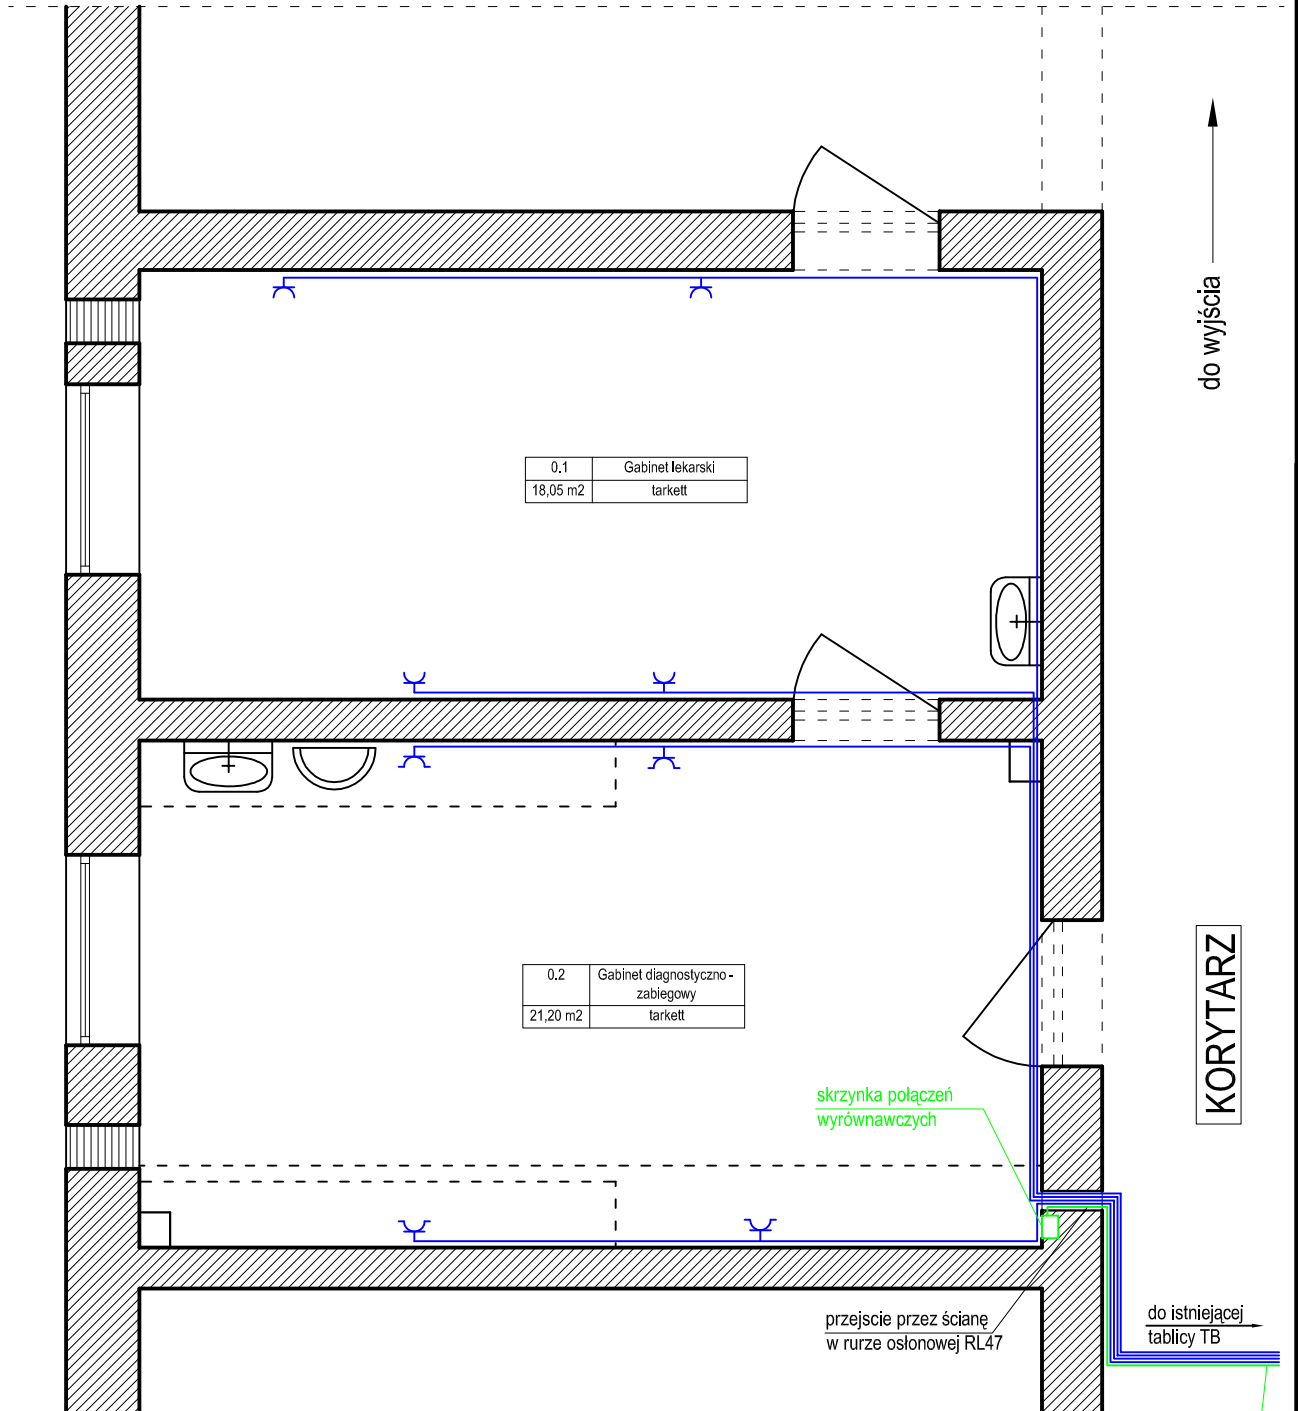 do wyjścia
0.1 Gabinet lekarski
18,05 m2 tarkett
KORYTARZ
0.2 Gabinet diagnostyczno -
zabiegowy
21,20 m2 tarkett
skrzynka połączeń
wyrównawczych
przejscie przez ścianę
w rurze osłonowej RL47
do istniejącej
tablicy TB